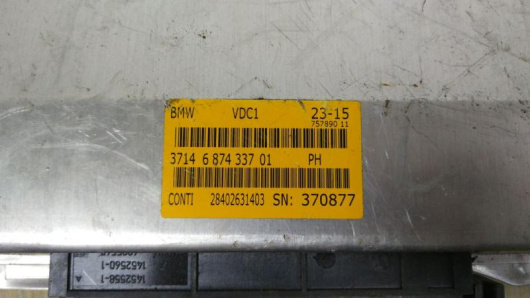 BMW VDC1 23-15
757890 11
3714 6 874 337 01 PH
CONTI 28402631403 SN: 370877
1452560-1
1452558-1